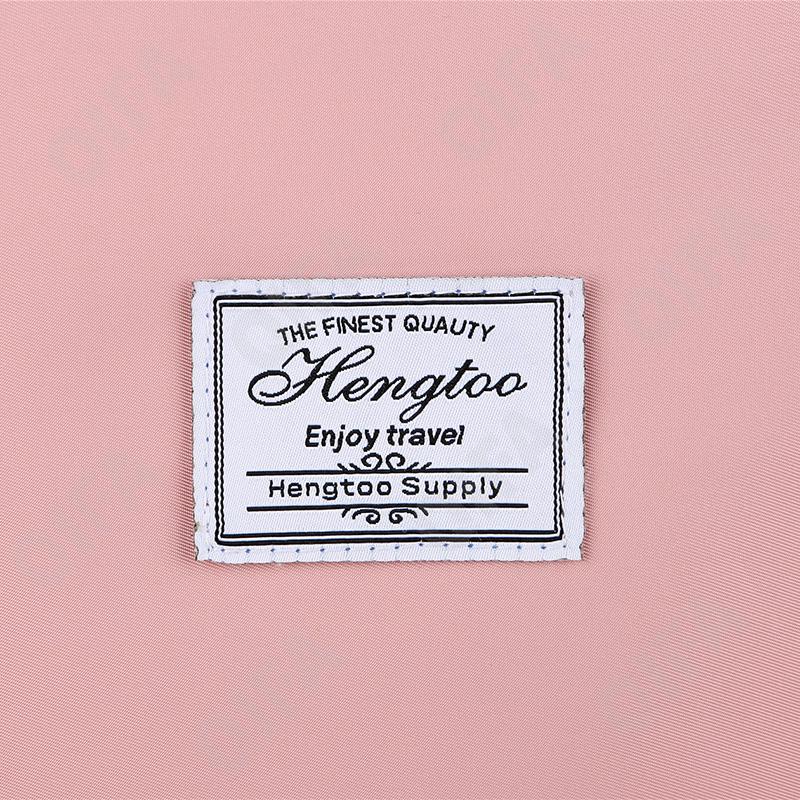 THE FINEST QUAUTY
Hengtoo
Enjoy travel
Hengtoo Supply